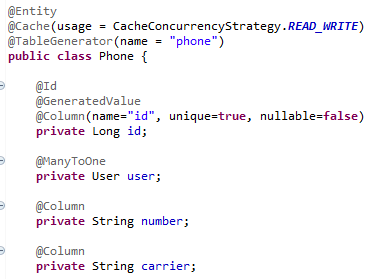 @Entity
@Cache(usage = CacheConcurrencyStrategy.READ_WRITE)
@TableGenerator(name = "phone")
public class Phone {
@Id
@GeneratedValue
@Column(name="id", unique=true, nullable=false)
private Long id;
@ManyToOne
private User user;
@Column
private String number;
@Column
private String carrier;